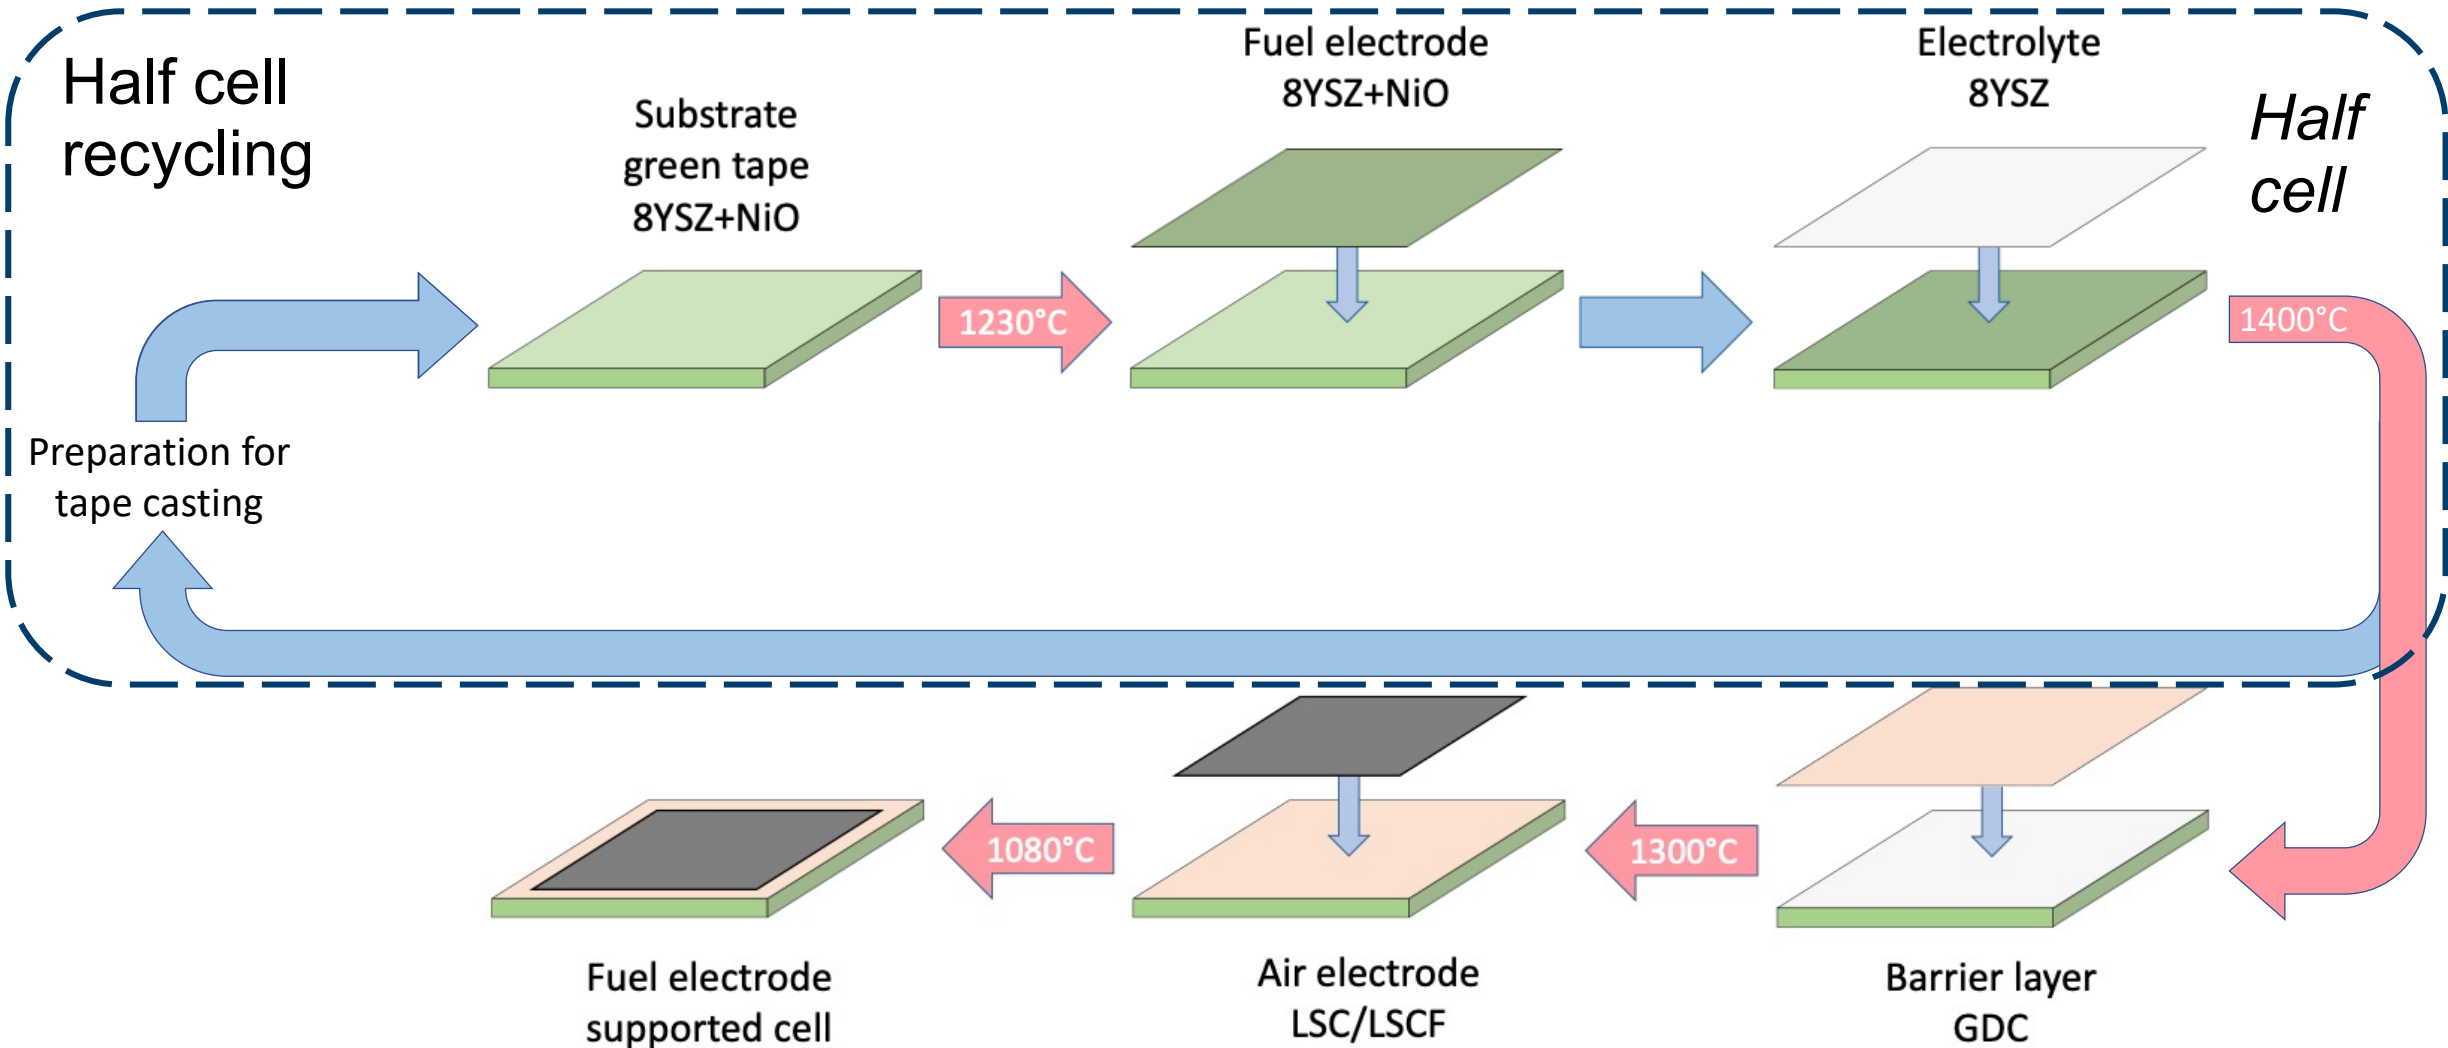 Half cell
recycling
Substrate
green tape
8YSZ+NiO
Fuel electrode
8YSZ+NiO
Electrolyte
8YSZ
Half
cell
1230°C
1400°C
Preparation for
tape casting
1080°C
1300°C
Fuel electrode
supported cell
Air electrode
LSC/LSCF
Barrier layer
GDC